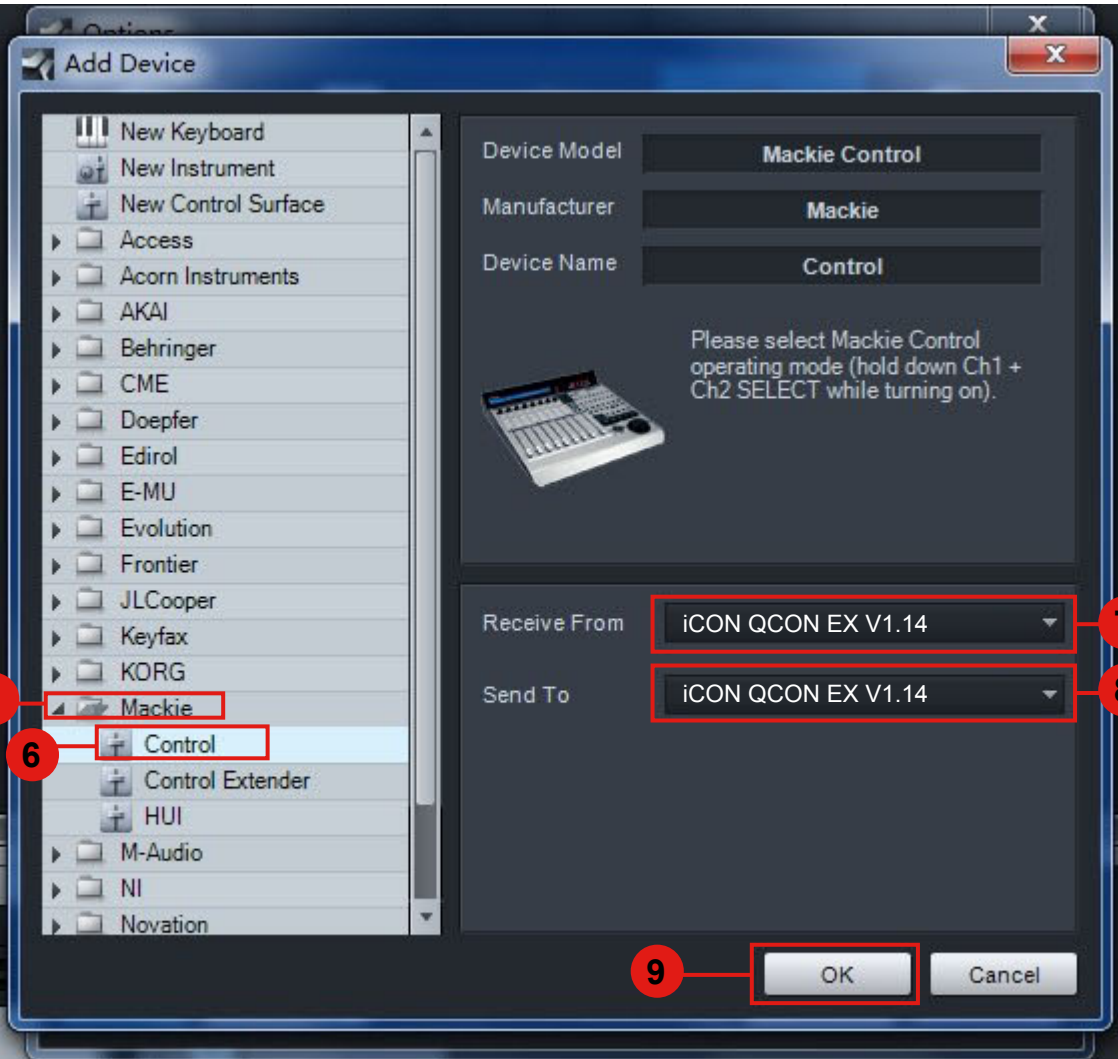 Options
Add Device
New Keyboard
New Instrument
New Control Surface
Access
Acorn Instruments
AKAI
Behringer
CME
Doepfer
Edirol
E-MU
Evolution
Frontier
JLCooper
Keyfax
KORG
Mackie
6
Control
Control Extender
HUI
M-Audio
NI
Novation
Device Model
Mackie Control
Manufacturer
Mackie
Device Name
Control
Please select Mackie Control
operating mode (hold down Ch1 +
Ch2 SELECT while turning on).
Receive From
iCON QCON EX V1.14
Send To
iCON QCON EX V1.14
8
9
OK
Cancel